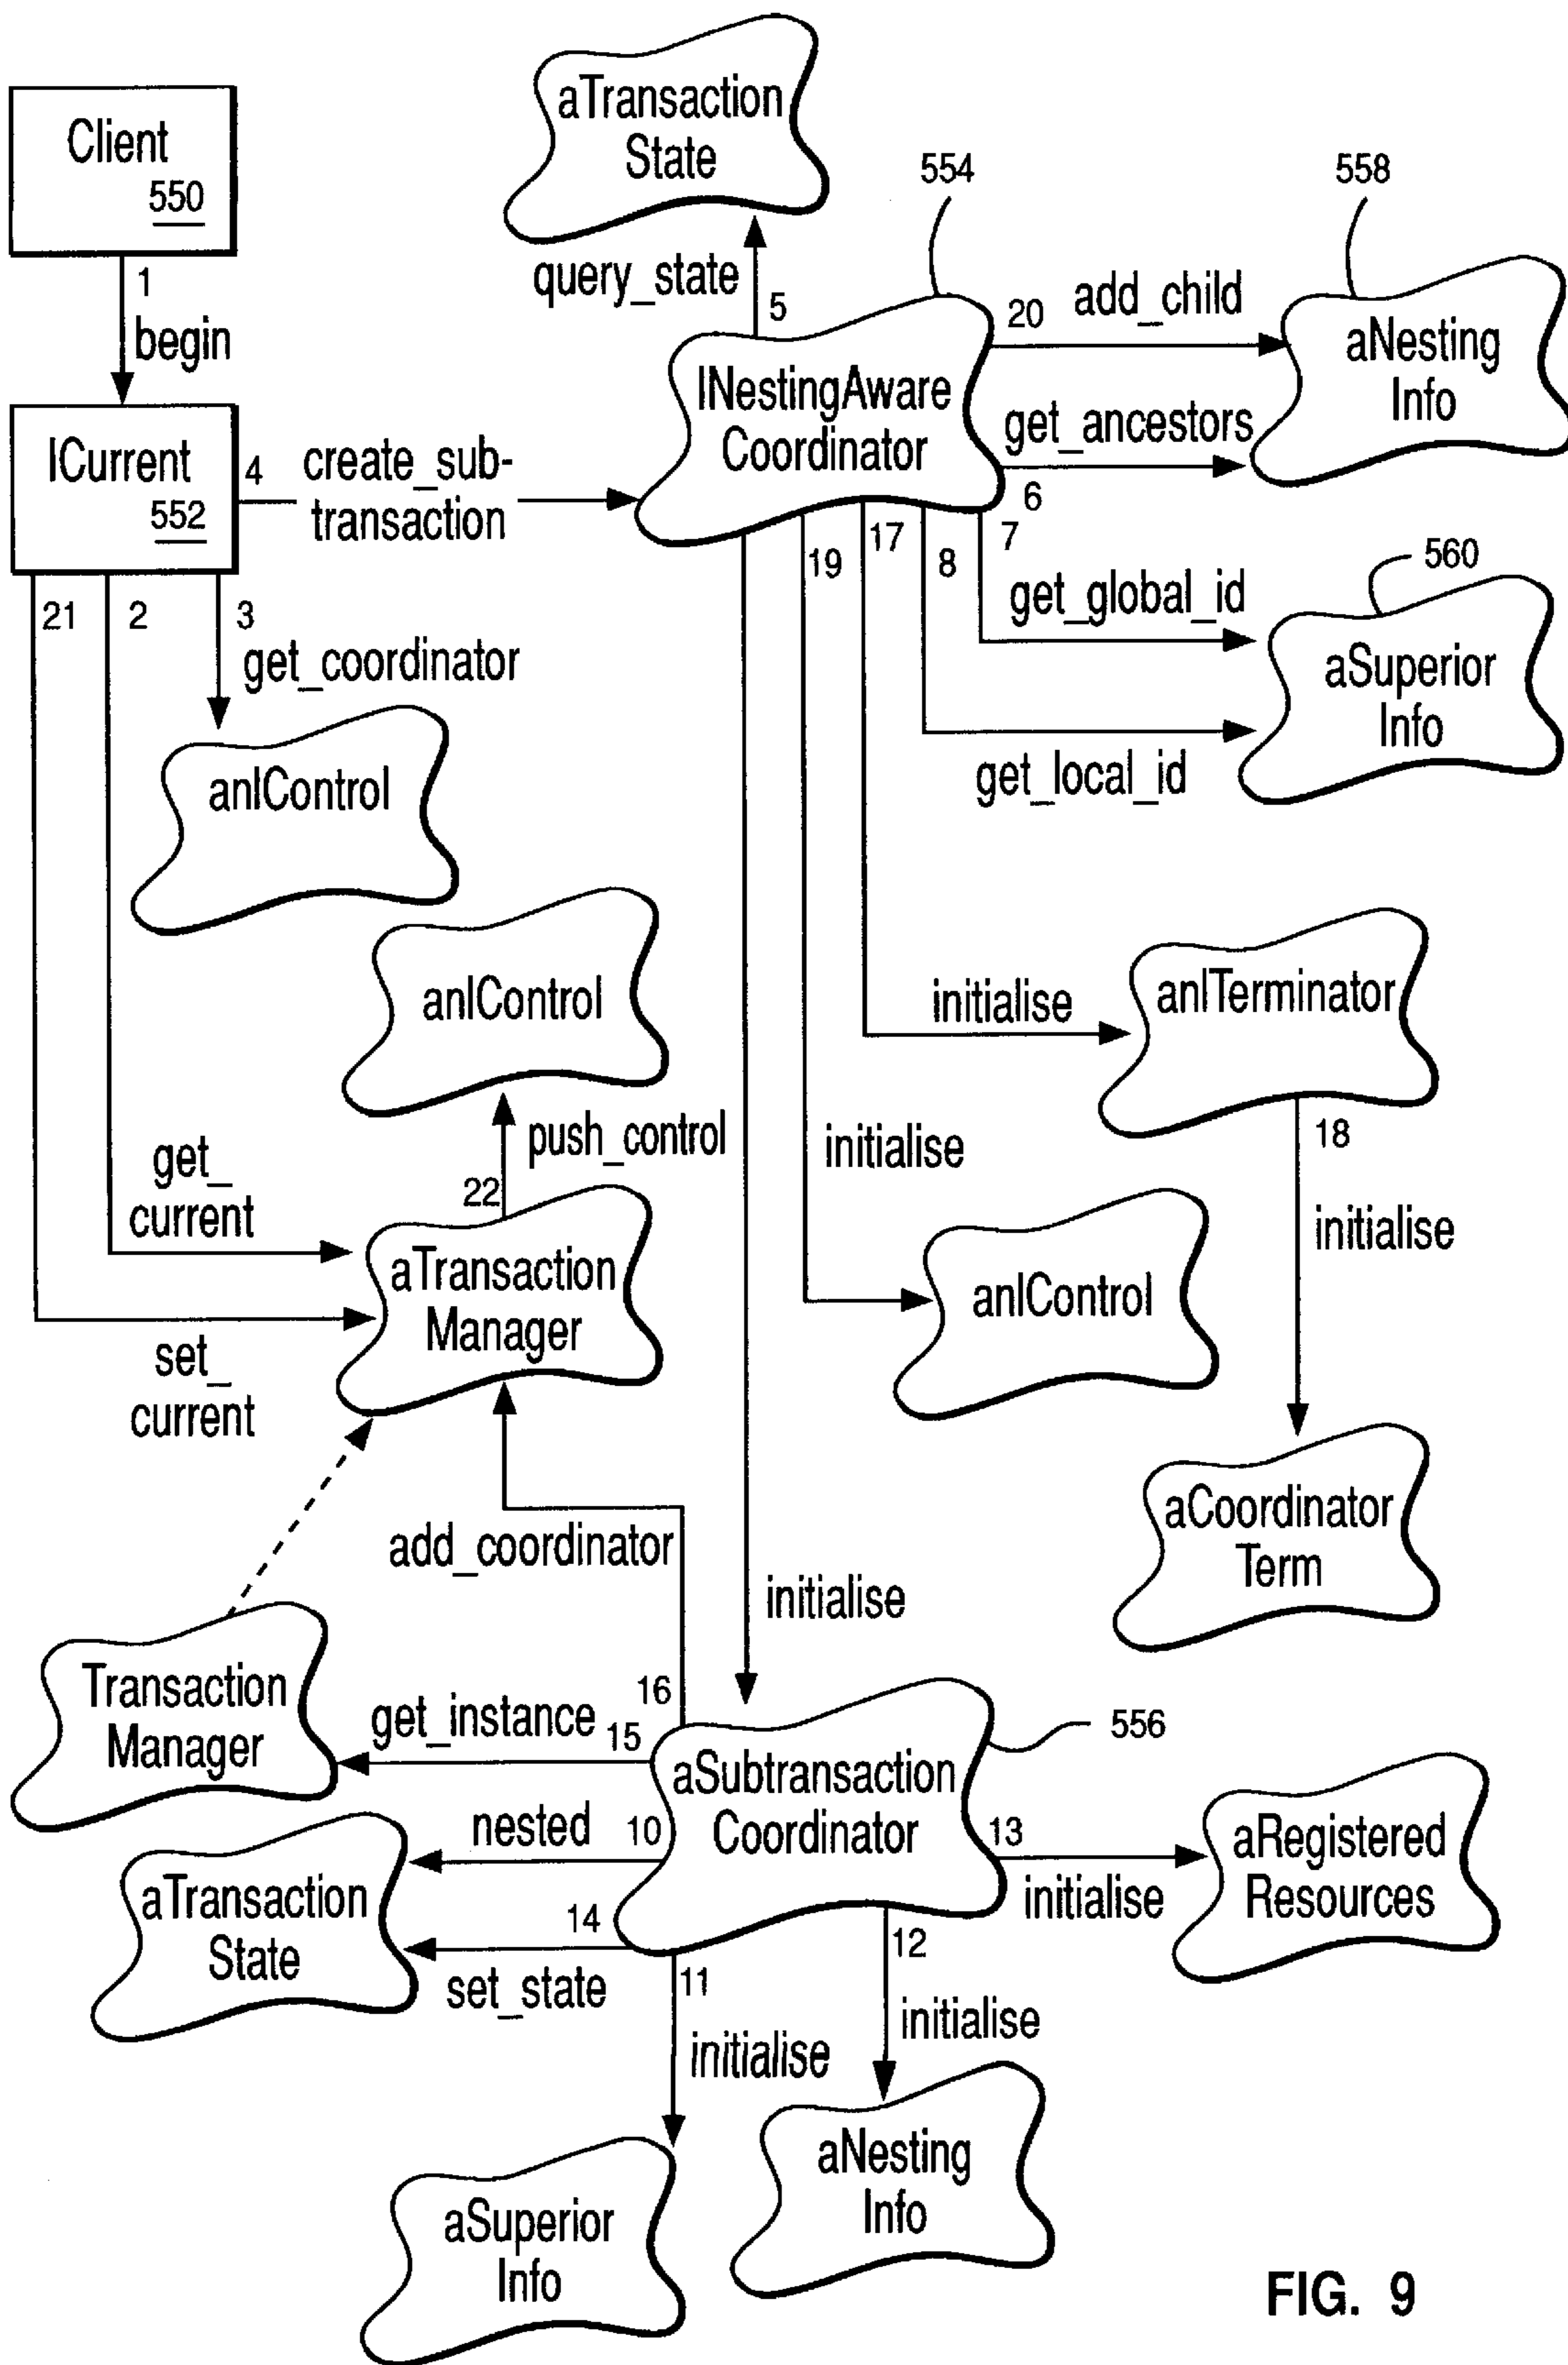 aTransaction
State
554
558
Client
550
1
begin
query_state
5
20
add_child
aNesting
Info
INestingAware
Coordinator
get_ancestors
6
ICurrent
552
4
create_sub-
transaction
19
17
8
7
560
get_global_id
aSuperior
Info
get_local_id
21
2
3
get_coordinator
anIControl
anIControl
initialise
anITerminator
18
push_control
22
initialise
initialise
get_
current
aTransaction
Manager
anIControl
set_
current
add_coordinator
aCoordinator
Term
initialise
Transaction
Manager
get_instance
16
15
556
aSubtransaction
Coordinator
nested
10
13
initialise
aRegistered
Resources
aTransaction
State
14
set_state
11
12
initialise
initialise
aNesting
Info
aSuperior
Info
FIG. 9